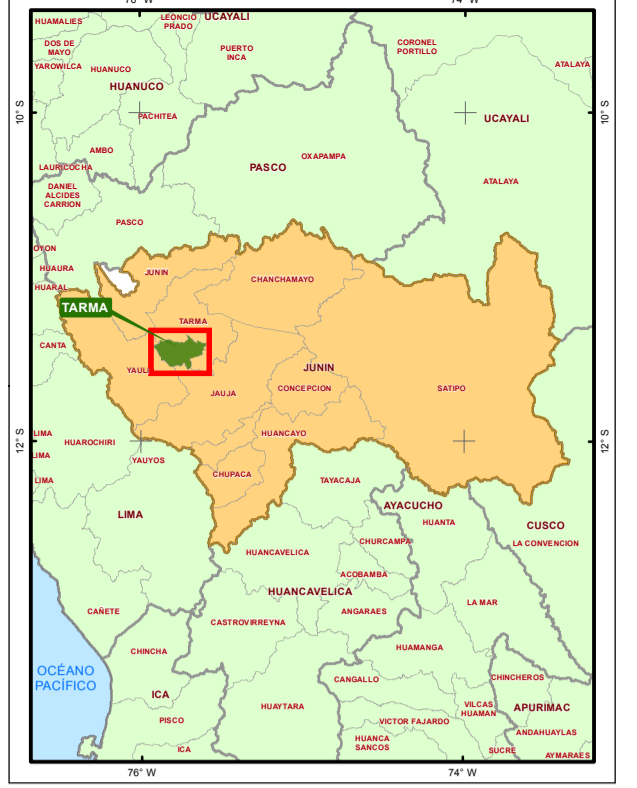 76° W
74° W
HUAMALIES
LEONCIO
PRADO
UCAYALI
DOS DE
MAYO
PUERTO
INCA
CORONEL
PORTILLO
YAROWILCA
HUANUCO
ATALAYA
HUANUCO
10° S
10° S
PACHITEA
UCAYALI
AMBO
OXAPAMPA
LAURICOCHA
PASCO
ATALAYA
DANIEL
ALCIDES
CARRION
PASCO
OYON
HUAURA
JUNIN
CHANCHAMAYO
HUARAL
TARMA
TARMA
CANTA
YAULI
JUNIN
JAUJA
CONCEPCION
SATIPO
LIMA
HUAROCHIRI
HUANCAYO
12° S
12° S
LIMA
YAUYOS
LIMA
CHUPACA
TAYACAJA
LIMA
AYACUCHO
HUANTA
CUSCO
CHURCAMPA
LA CONVENCION
HUANCAVELICA
ACOBAMBA
HUANCAVELICA
LA MAR
CAÑETE
ANGARAES
CASTROVIRREYNA
HUAMANGA
CHINCHA
OCÉANO
PACÍFICO
CANGALLO
CHINCHEROS
ICA
HUAYTARA
VILCAS
HUAMAN
APURIMAC
PISCO
VICTOR FAJARDO
ANDAHUAYLAS
HUANCA
SANCOS
ICA
SUCRE
AYMARAES
76° W
74° W